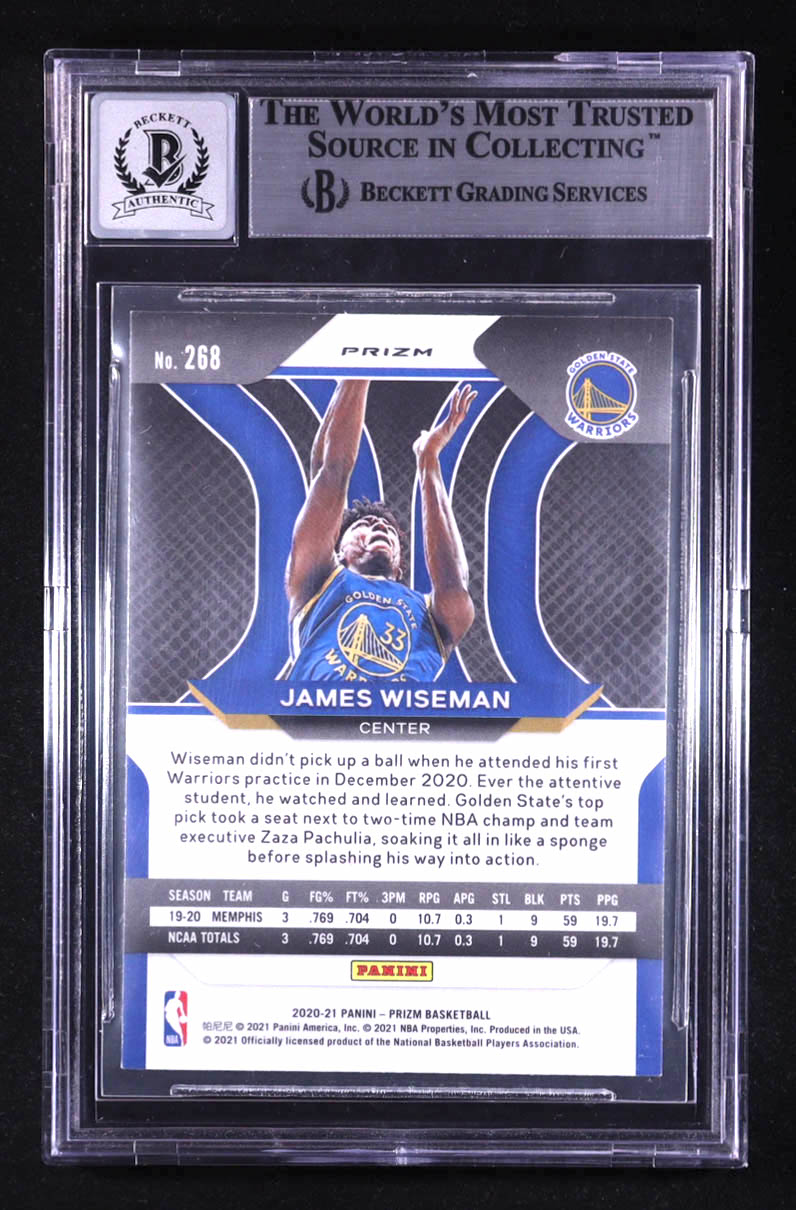 BECKETT
B
AUTHENTIC
THE WORLD'S MOST TRUSTED
SOURCE IN COLLECTING™
B BECKETT GRADING SERVICES
No. 268
PRIZM
GOLDEN STATE
WARRIORS
GOLDEN STATE
33
WARR
JAMES WISEMAN
CENTER
Wiseman didn't pick up a ball when he attended his first
Warriors practice in December 2020. Ever the attentive
student, he watched and learned. Golden State's top
pick took a seat next to two-time NBA champ and team
executive Zaza Pachulia, soaking it all in like a sponge
before splashing his way into action.
SEASON TEAM G FG% FT% 3PM RPG APG STL BLK PTS PPG
19-20 MEMPHIS 3 .769 .704 0 10.7 0.3 1 9 59 19.7
NCAA TOTALS 3 .769 .704 0 10.7 0.3 1 9 59 19.7
PANINI
2020-21 PANINI – PRIZM BASKETBALL
帕尼尼 © 2021 Panini America, Inc. © 2021 NBA Properties, Inc. Produced in the USA.
© 2021 Officially licensed product of the National Basketball Players Association.
NBA